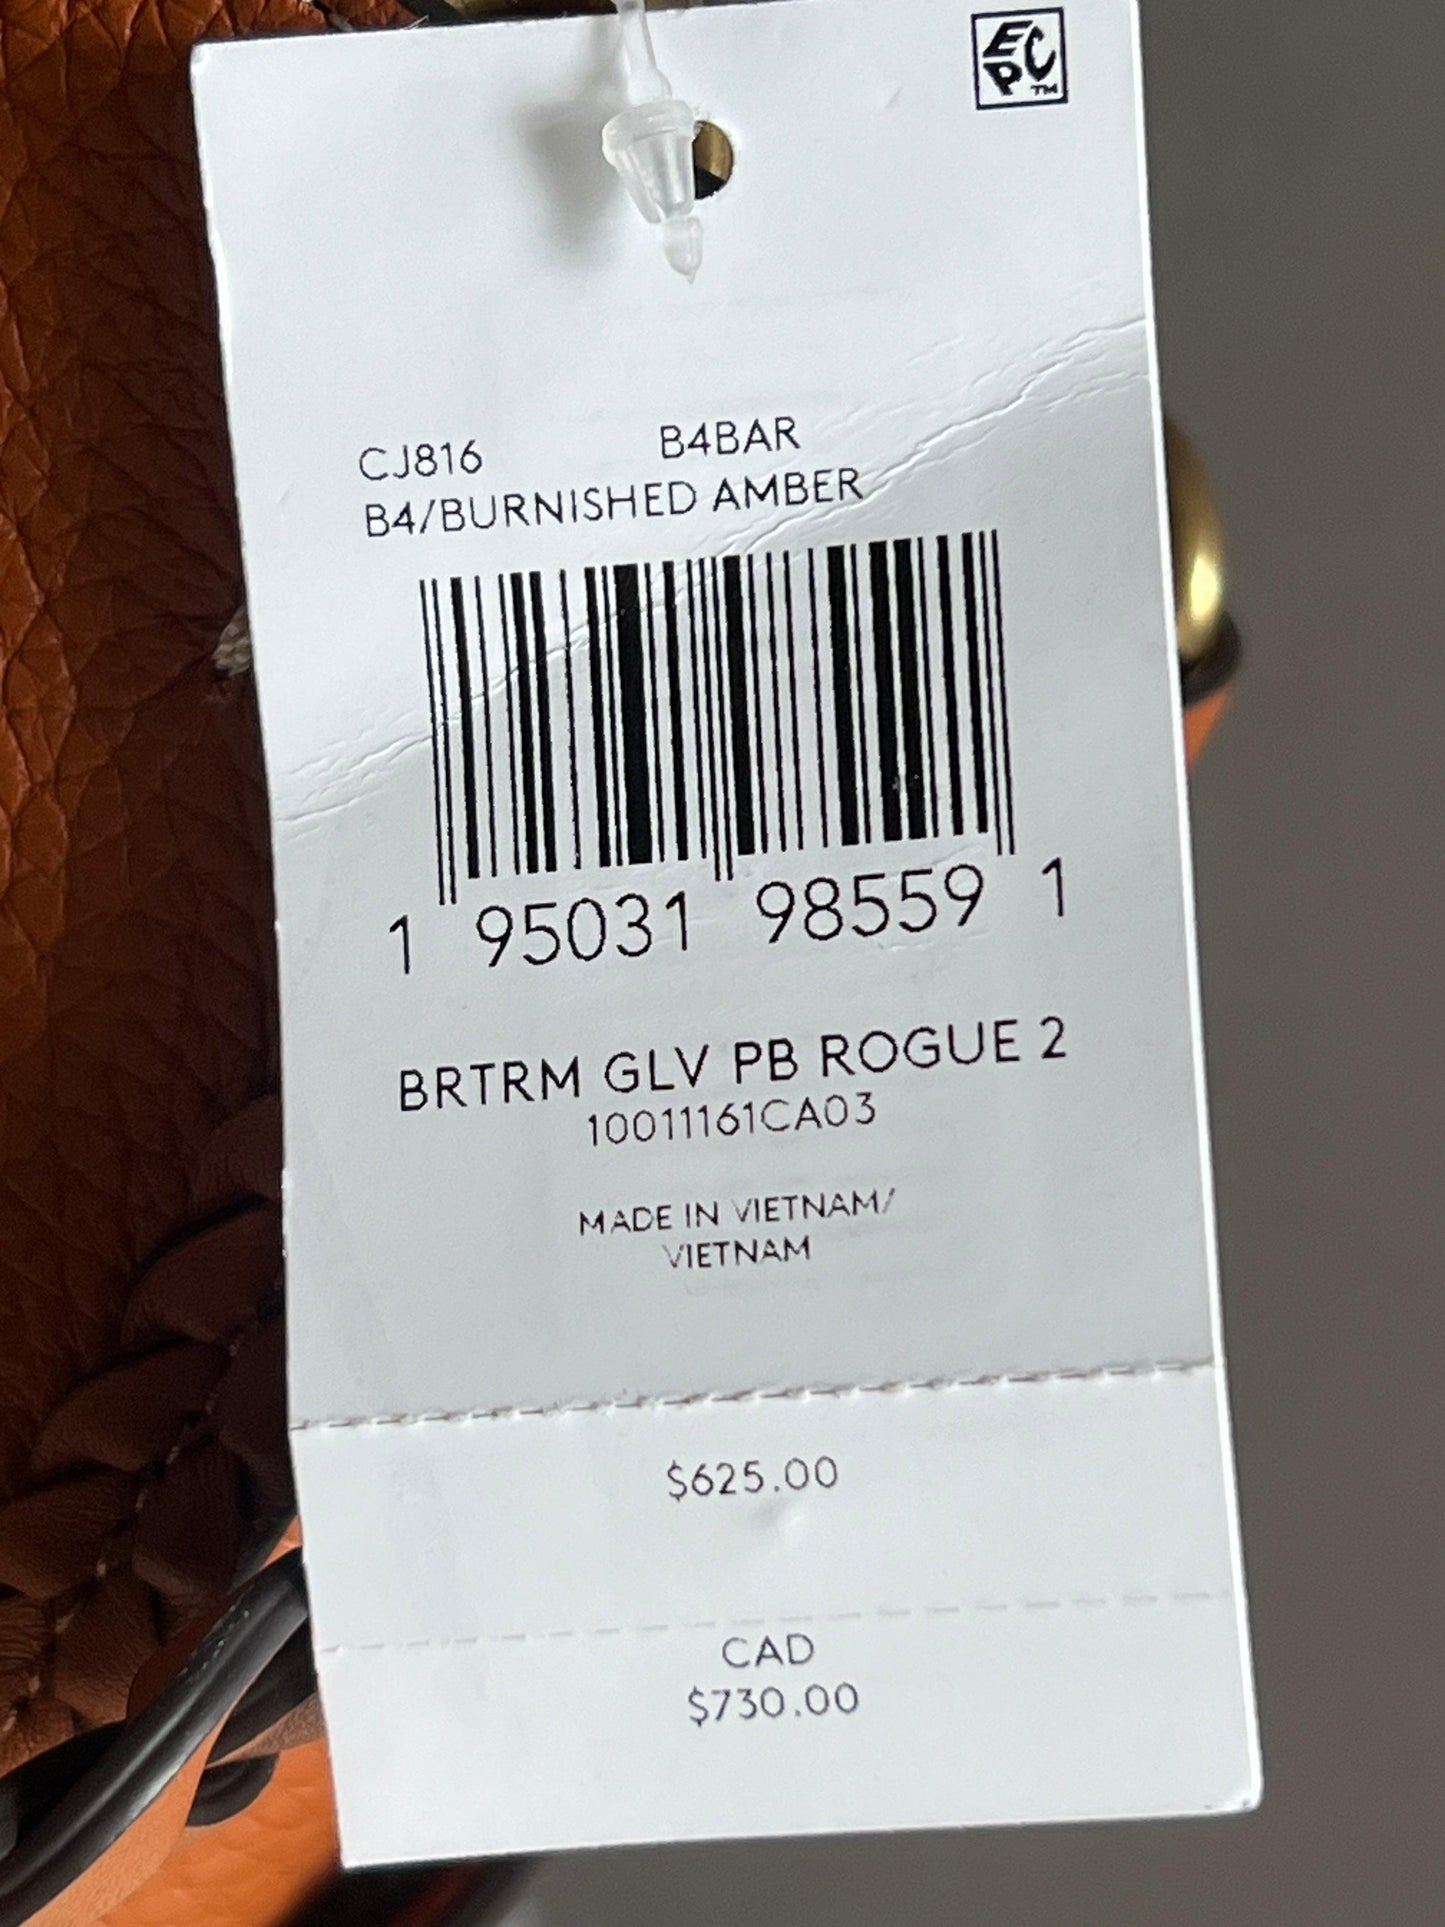 EPC™
CJ816 B4BAR
B4/BURNISHED AMBER
1 95031 98559 1
BRTRM GLV PB ROGUE 2
10011161CA03
MADE IN VIETNAM/
VIETNAM
$625.00
CAD
$730.00